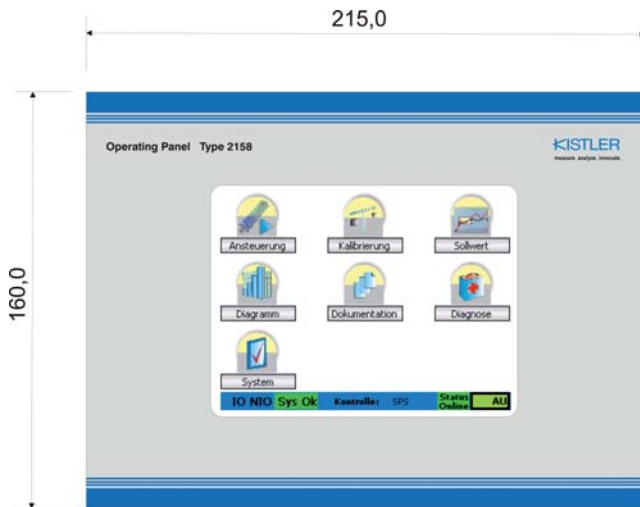 215,0
160,0
Operating Panel Type 2158
KISTLER
measure. analyze. innovate.
Ansteuerung Kalibrierung Sollwert
Diagramm Dokumentation Diagnose
System
IO NIO Sys Ok Kontrolle: SPS Status Online AU